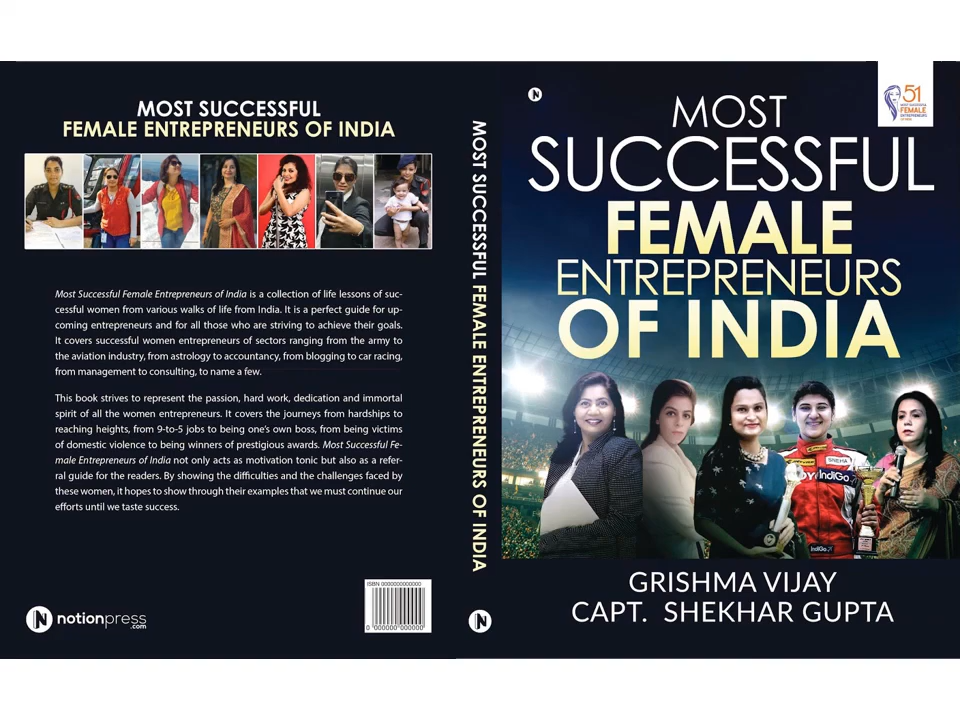 MOST SUCCESSFUL
FEMALE ENTREPRENEURS OF INDIA
Most Successful Female Entrepreneurs of India is a collection of life lessons of suc-
cessful women from various walks of life from India. It is a perfect guide for up-
coming entrepreneurs and for all those who are striving to achieve their goals.
It covers successful women entrepreneurs of sectors ranging from the army to
the aviation industry, from astrology to accountancy, from blogging to car racing,
from management to consulting, to name a few.
This book strives to represent the passion, hard work, dedication and immortal
spirit of all the women entrepreneurs. It covers the journeys from hardships to
reaching heights, from 9-to-5 jobs to being one's own boss, from being victims
of domestic violence to being winners of prestigious awards. Most Successful Fe-
male Entrepreneurs of India not only acts as motivation tonic but also as a refer-
ral guide for the readers. By showing the difficulties and the challenges faced by
these women, it hopes to show through their examples that we must continue our
efforts until we taste success.
N notionpress
.com
ISBN 0000000000000
0 000000 000000
MOST SUCCESSFUL FEMALE ENTREPRENEURS OF INDIA
N
N
51
MOST SUCCESSFUL
FEMALE
ENTREPRENEURS
OF INDIA
MOST
SUCCESSFUL
FEMALE
ENTREPRENEURS
OF INDIA
SNEHA
IndiGo
IndiGo
GRISHMA VIJAY
CAPT. SHEKHAR GUPTA